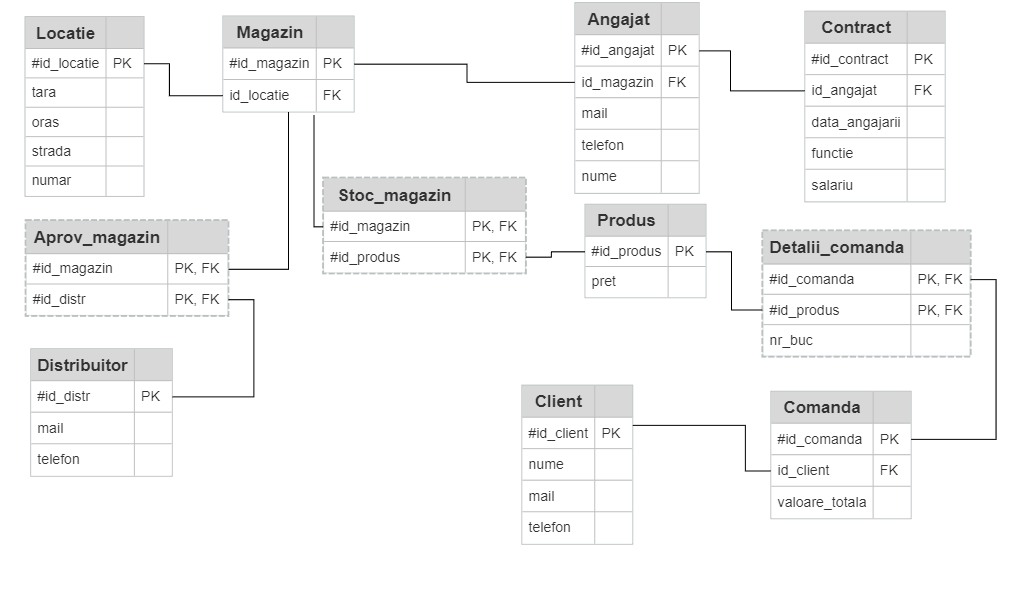 Locatie
#id_locatie PK
tara
oras
strada
numar
Magazin
#id_magazin PK
id_locatie FK
Angajat
#id_angajat PK
id_magazin FK
mail
telefon
nume
Contract
#id_contract PK
id_angajat FK
data_angajarii
functie
salariu
Aprov_magazin
#id_magazin PK, FK
#id_distr PK, FK
Stoc_magazin
#id_magazin PK, FK
#id_produs PK, FK
Produs
#id_produs PK
pret
Detalii_comanda
#id_comanda PK, FK
#id_produs PK, FK
nr_buc
Distribuitor
#id_distr PK
mail
telefon
Client
#id_client PK
nume
mail
telefon
Comanda
#id_comanda PK
id_client FK
valoare_totala